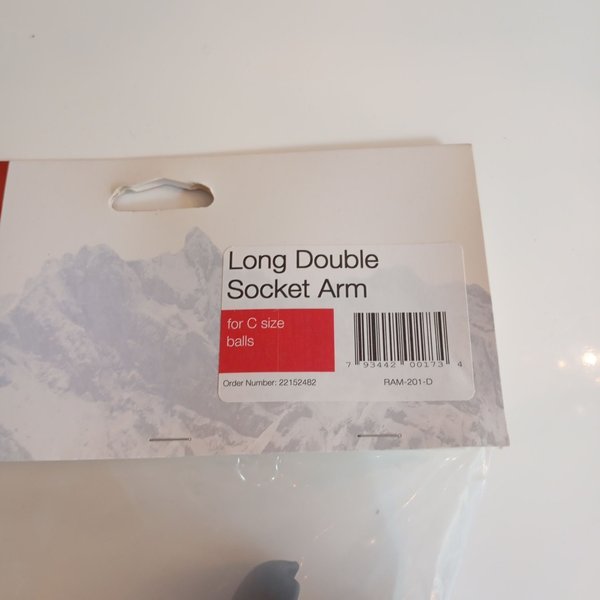 Long Double
Socket Arm
for C size
balls
7 93442 00173 4
Order Number: 22152482
RAM-201-D